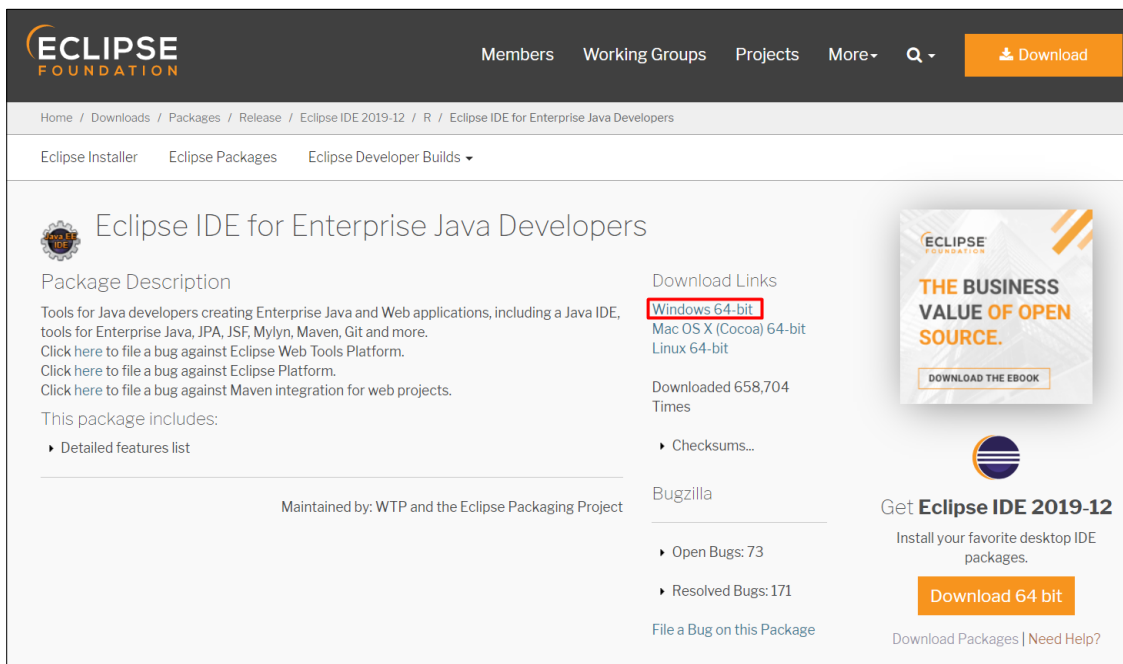 ECLIPSE
FOUNDATION
Members Working Groups Projects More Download
Home / Downloads / Packages / Release / Eclipse IDE 2019-12 / R / Eclipse IDE for Enterprise Java Developers
Eclipse Installer Eclipse Packages Eclipse Developer Builds
Java EE
IDE
Eclipse IDE for Enterprise Java Developers
Package Description
Tools for Java developers creating Enterprise Java and Web applications, including a Java IDE,
tools for Enterprise Java, JPA, JSF, Mylyn, Maven, Git and more.
Click here to file a bug against Eclipse Web Tools Platform.
Click here to file a bug against Eclipse Platform.
Click here to file a bug against Maven integration for web projects.
This package includes:
Detailed features list
Maintained by: WTP and the Eclipse Packaging Project
Download Links
Windows 64-bit
Mac OS X (Cocoa) 64-bit
Linux 64-bit
Downloaded 658,704
Times
Checksums...
Bugzilla
Open Bugs: 73
Resolved Bugs: 171
File a Bug on this Package
ECLIPSE
FOUNDATION
THE BUSINESS
VALUE OF OPEN
SOURCE.
DOWNLOAD THE EBOOK
Get Eclipse IDE 2019-12
Install your favorite desktop IDE
packages.
Download 64 bit
Download Packages | Need Help?